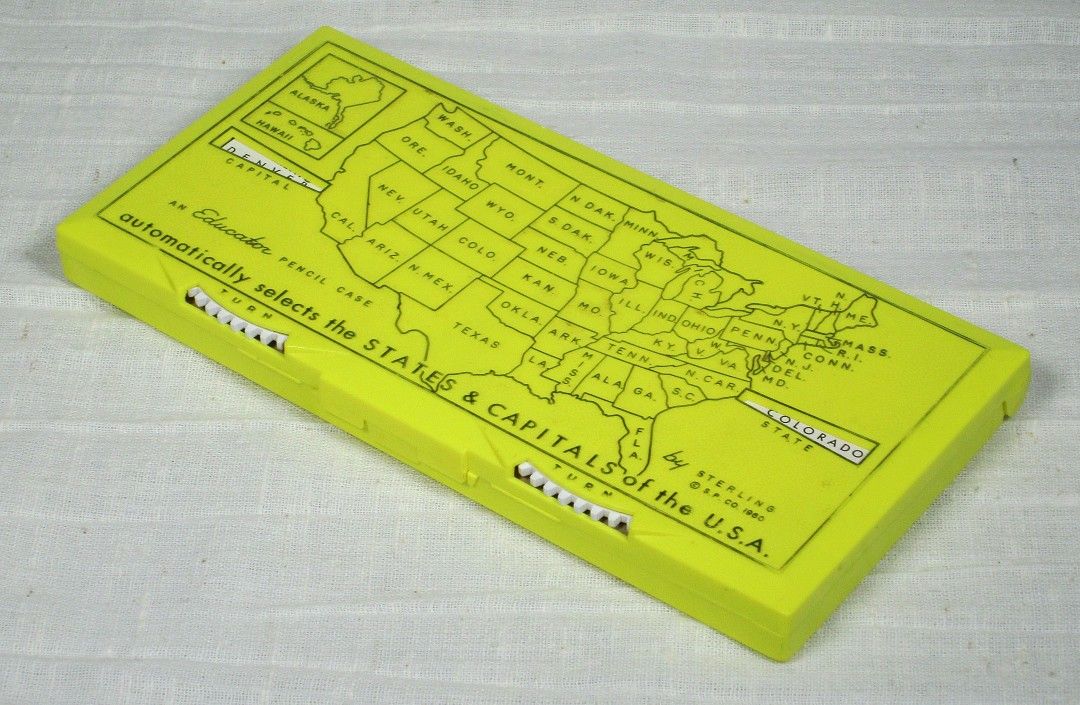 ALASKA
HAWAII
DENVER
CAPITAL
AN Educator PENCIL CASE
automatically selects the STATES & CAPITALS of the U.S.A.
TURN
TURN
WASH.
ORE.
IDAHO
MONT.
N DAK.
MINN.
NEV.
UTAH
WYO.
S. DAK.
WIS.
MICH
CAL.
ARIZ.
COLO.
NEB.
IOWA
N. MEX.
KAN.
MO.
ILL.
IND
OHIO
PENN
N.Y.
VT.
N.H.
ME.
MASS.
R.I.
CONN.
N.J.
DEL.
MD.
TEXAS
OKLA.
ARK.
KY.
W. V
VA.
TENN.
N. CAR.
LA.
MISS
ALA.
GA.
S.C.
FLA.
COLORADO
STATE
by STERLING
© S.P. CO. 1980